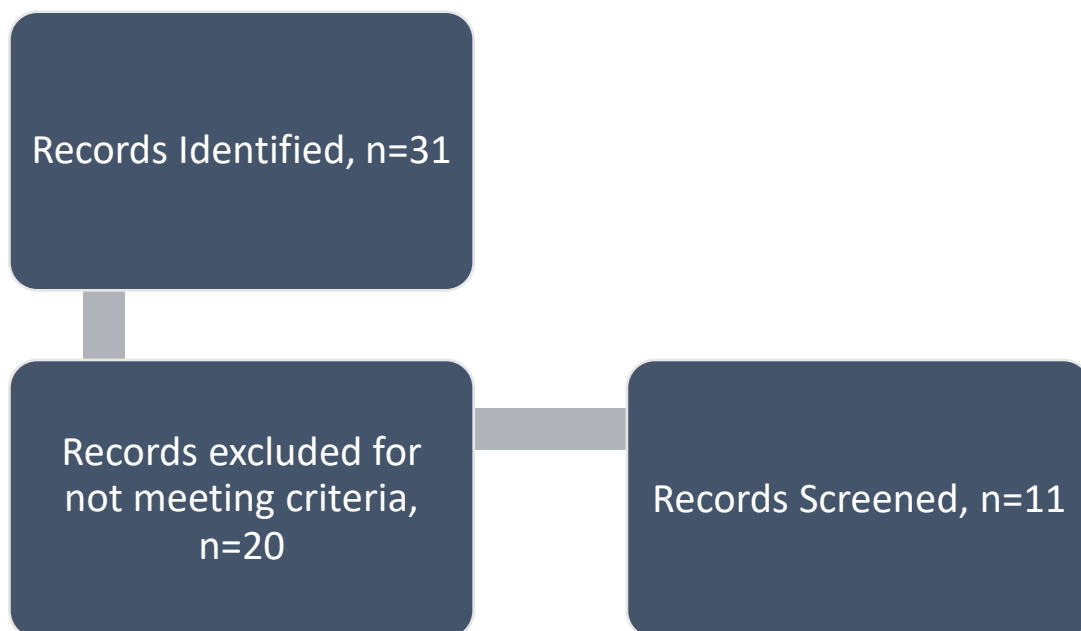 Records Identified, n=31
Records excluded for
not meeting criteria,
n=20
Records Screened, n=11